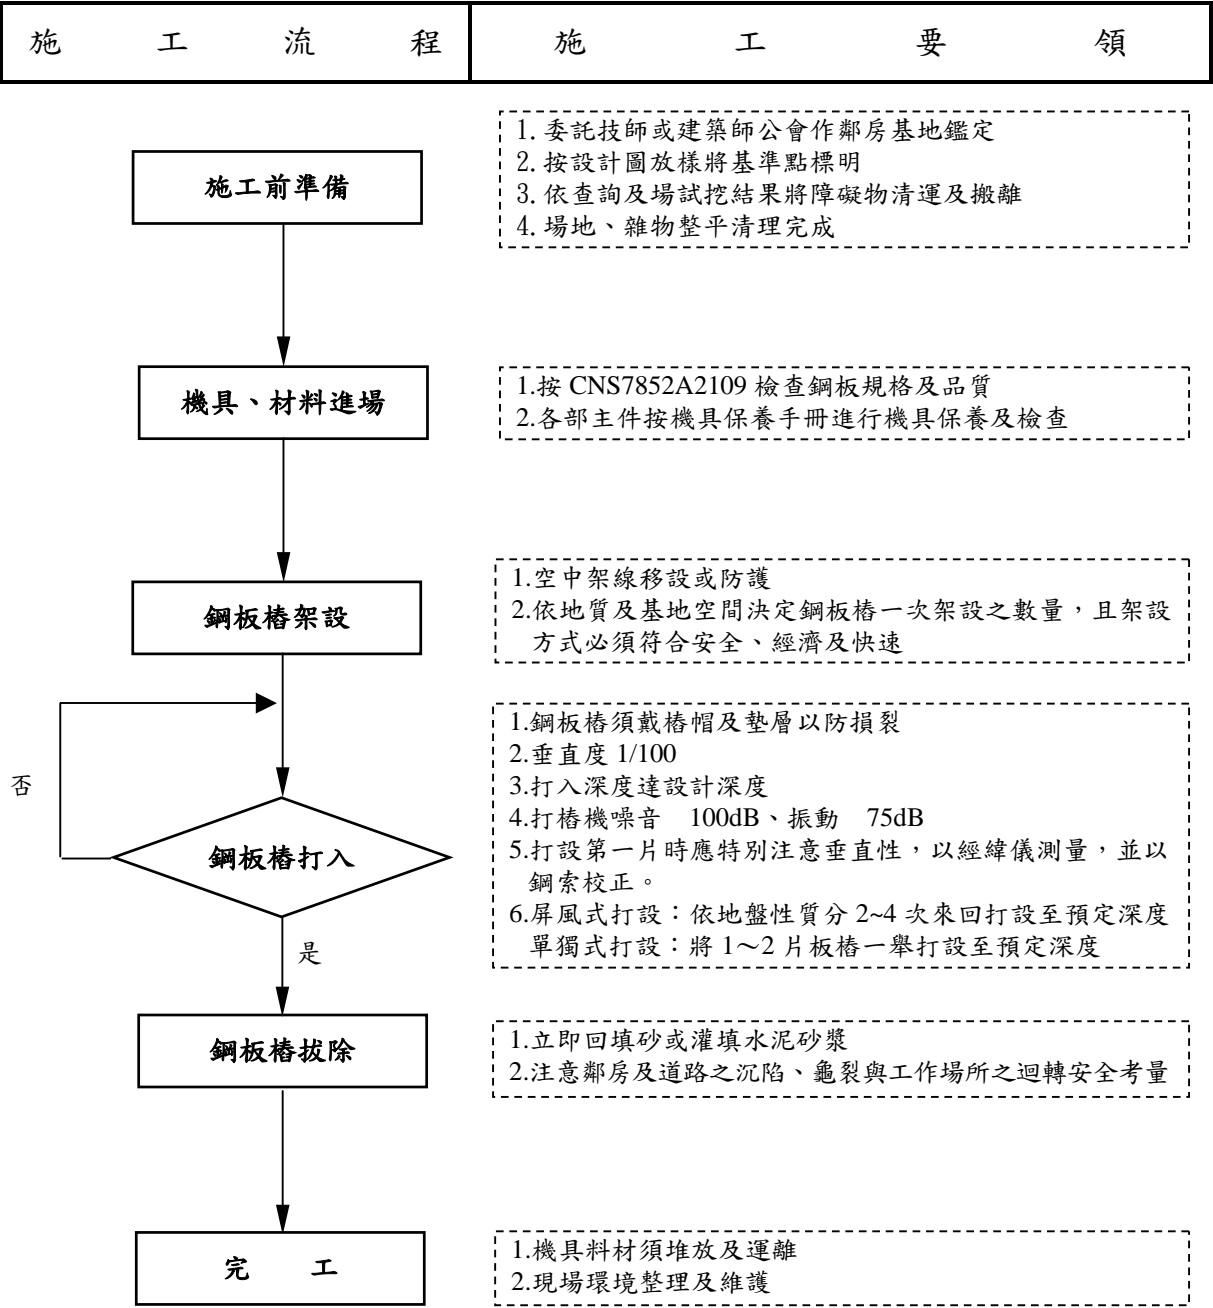 施工流程
施工要領
施工前準備
1. 委託技師或建築師公會作鄰房基地鑑定
2. 按設計圖放樣將基準點標明
3. 依查詢及場試挖結果將障礙物清運及搬離
4. 場地、雜物整平清理完成
機具、材料進場
1.按 CNS7852A2109 檢查鋼板規格及品質
2.各部主件按機具保養手冊進行機具保養及檢查
鋼板樁架設
1.空中架線移設或防護
2.依地質及基地空間決定鋼板樁一次架設之數量，且架設
方式必須符合安全、經濟及快速
否
鋼板樁打入
是
1.鋼板樁須戴樁帽及墊層以防損裂
2.垂直度 1/100
3.打入深度達設計深度
4.打樁機噪音　100dB、振動　75dB
5.打設第一片時應特別注意垂直性，以經緯儀測量，並以
鋼索校正。
6.屏風式打設：依地盤性質分 2~4 次來回打設至預定深度
單獨式打設：將 1～2 片板樁一舉打設至預定深度
鋼板樁拔除
1.立即回填砂或灌填水泥砂漿
2.注意鄰房及道路之沉陷、龜裂與工作場所之迴轉安全考量
完　工
1.機具料材須堆放及運離
2.現場環境整理及維護